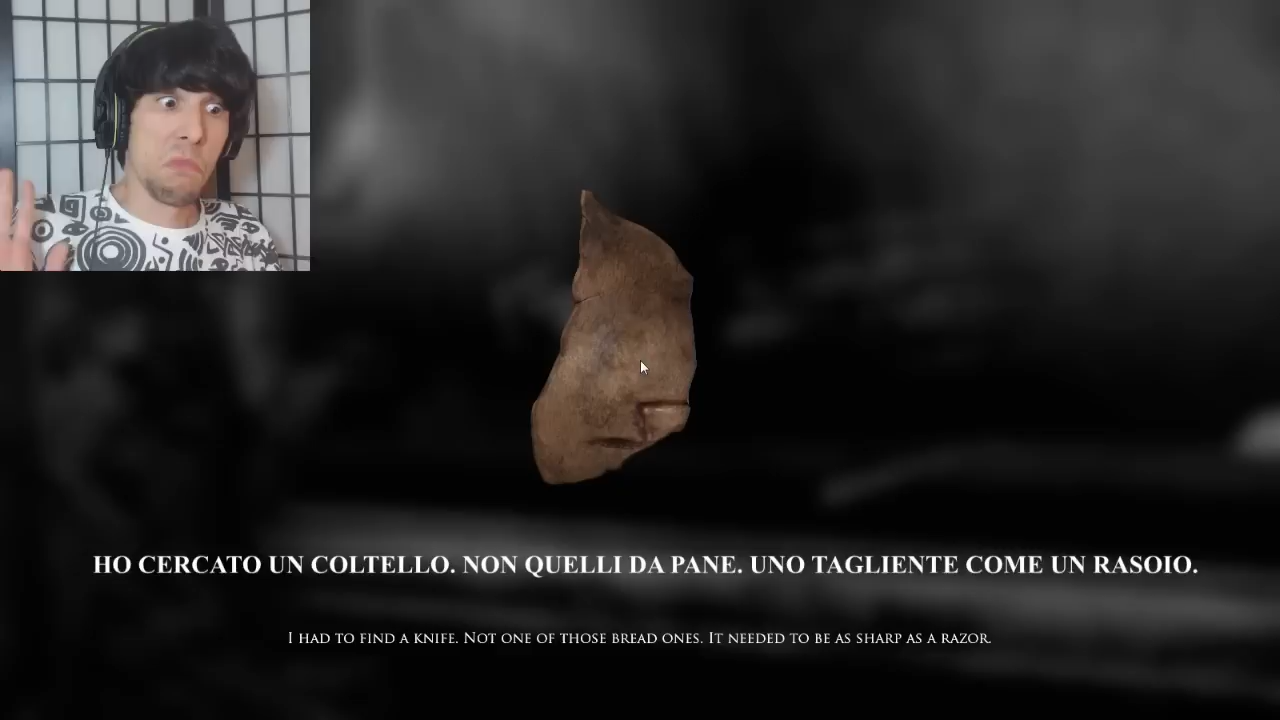 HO CERCATO UN COLTELLO. NON QUELLI DA PANE. UNO TAGLIENTE COME UN RASOIO.
I HAD TO FIND A KNIFE. NOT ONE OF THOSE BREAD ONES. IT NEEDED TO BE AS SHARP AS A RAZOR.